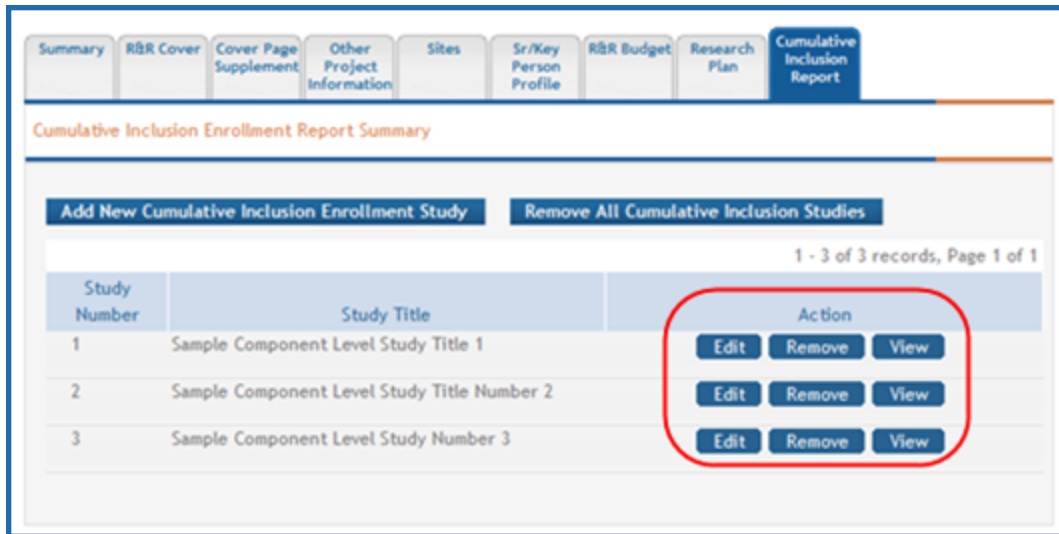 Summary R&R Cover Cover Page Supplement Other Project Information Sites Sr/Key Person Profile R&R Budget Research Plan Cumulative Inclusion Report
Cumulative Inclusion Enrollment Report Summary
Add New Cumulative Inclusion Enrollment Study Remove All Cumulative Inclusion Studies
1 - 3 of 3 records, Page 1 of 1
Study Number Study Title Action
1 Sample Component Level Study Title 1 Edit Remove View
2 Sample Component Level Study Title Number 2 Edit Remove View
3 Sample Component Level Study Number 3 Edit Remove View